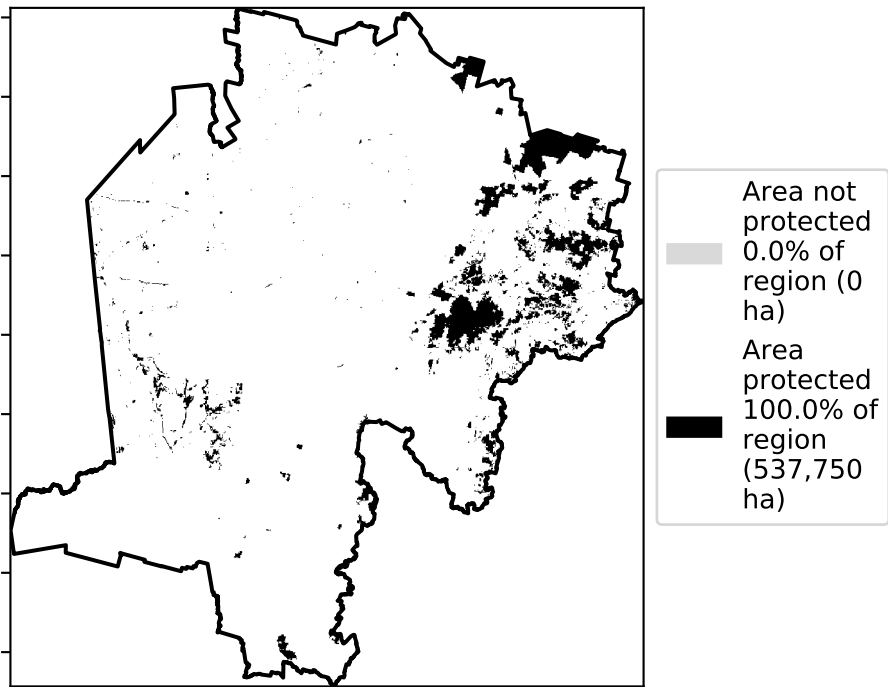 Area not
protected
0.0% of
region (0
ha)
Area
protected
100.0% of
region
(537,750
ha)